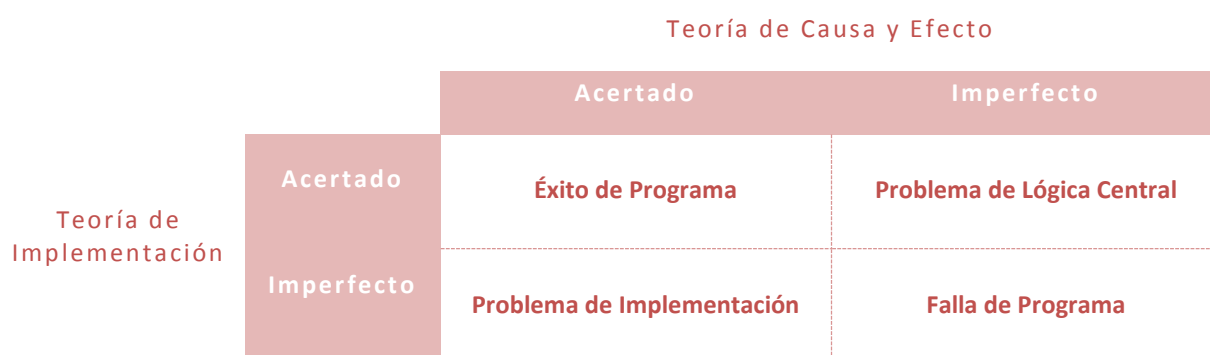 Teoría de Causa y Efecto
Acertado Imperfecto
Acertado Éxito de Programa Problema de Lógica Central
Teoría de
Implementación
Imperfecto Problema de Implementación Falla de Programa